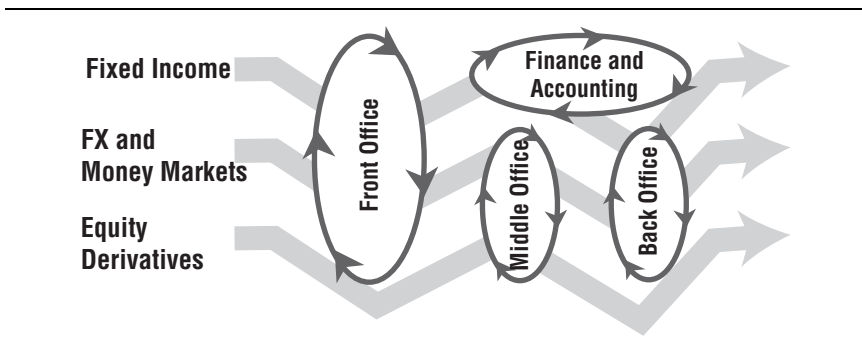 Fixed Income
FX and
Money Markets
Equity
Derivatives
Front Office
Finance and
Accounting
Middle Office
Back Office